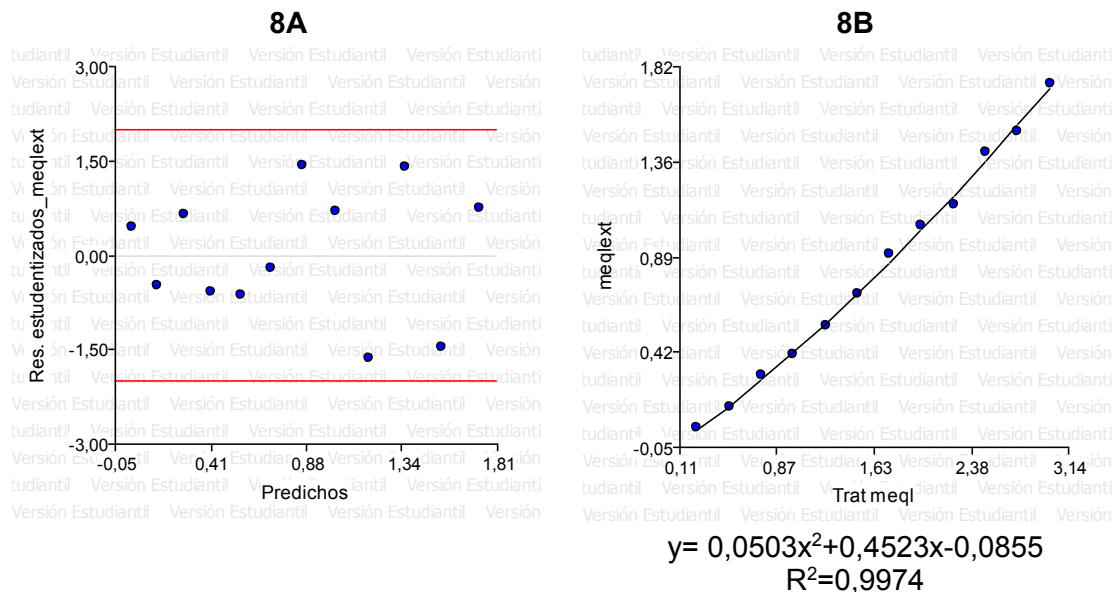 8A
3,00
1,50
0,00
-1,50
-3,00
-0,05 0,41 0,88 1,34 1,81
Res. estudentizados_meqlext
Predichos
8B
1,82
1,36
0,89
0,42
-0,05
0,11 0,87 1,63 2,38 3,14
meqlext
Trat meql
y= 0,0503x²+0,4523x-0,0855
R²=0,9974
Versión Estudiantil